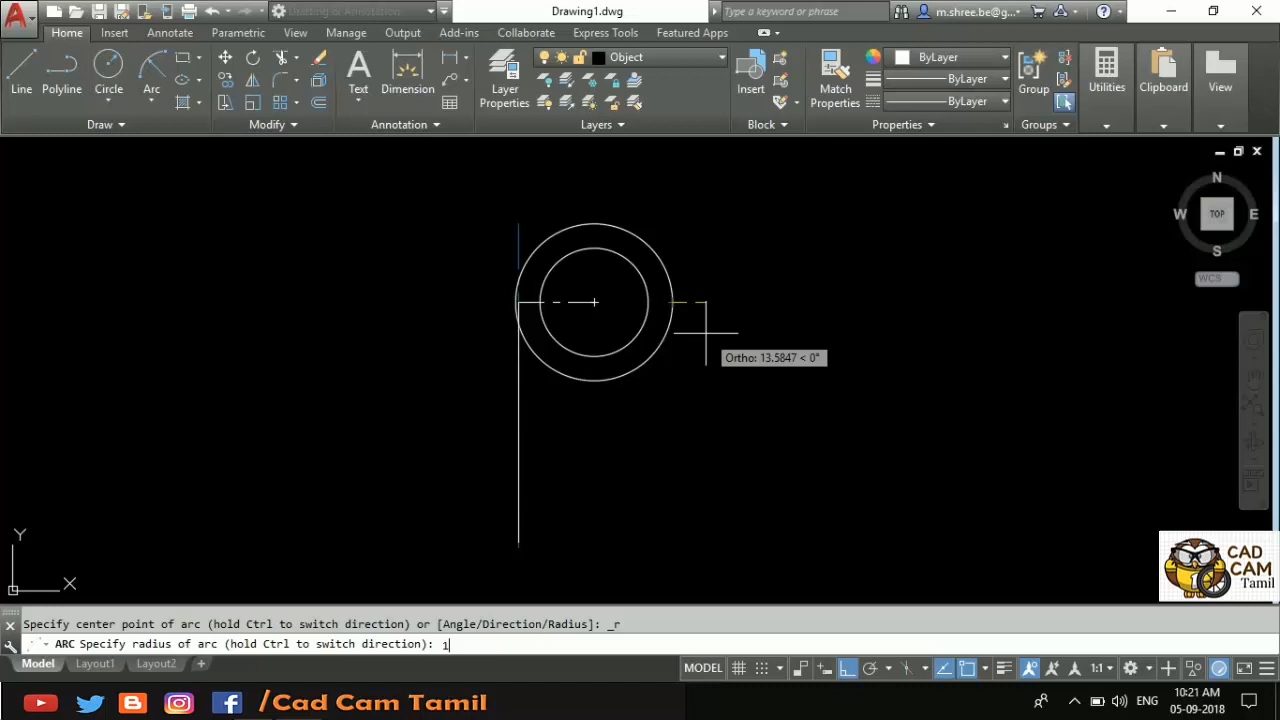 Drafting & Annotation
Drawing1.dwg
Type a keyword or phrase
m.shree.be@g...
Home Insert Annotate Parametric View Manage Output Add-ins Collaborate Express Tools Featured Apps
Object
ByLayer
ByLayer
ByLayer
Line Polyline Circle Arc
Text Dimension
Layer
Properties
Insert
Match
Properties
Group
Utilities
Clipboard
View
Draw Modify Annotation Layers Block Properties Groups
N
W TOP E
S
WCS
Ortho: 13.5847 < 0°
Y
X
CAD
CAM
Tamil
Specify center point of arc (hold Ctrl to switch direction) or [Angle/Direction/Radius]: _r
ARC Specify radius of arc (hold Ctrl to switch direction): 1
Model Layout1 Layout2 +
MODEL
1:1
/Cad Cam Tamil
ENG
10:21 AM
05-09-2018